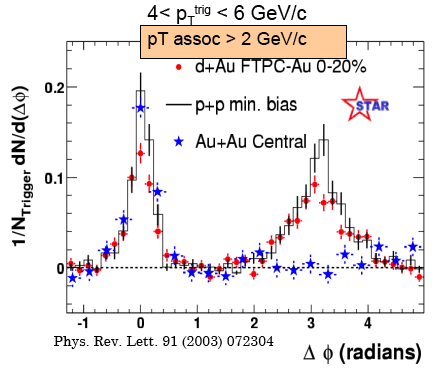 4< pT^trig < 6 GeV/c
pT assoc > 2 GeV/c
d+Au FTPC-Au 0-20%
p+p min. bias
Au+Au Central
STAR
1/N_Trigger dN/d(Δϕ)
0.2
0.1
0
-1 0 1 2 3 4
Phys. Rev. Lett. 91 (2003) 072304
Δ ϕ (radians)